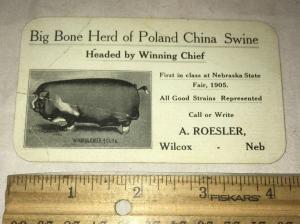 Big Bone Herd of Poland China Swine
Headed by Winning Chief
First in class at Nebraska State
Fair, 1905.
All Good Strains Represented
Call or Write
A. ROESLER,
Wilcox - Neb
1 2 3 4
FISKARS